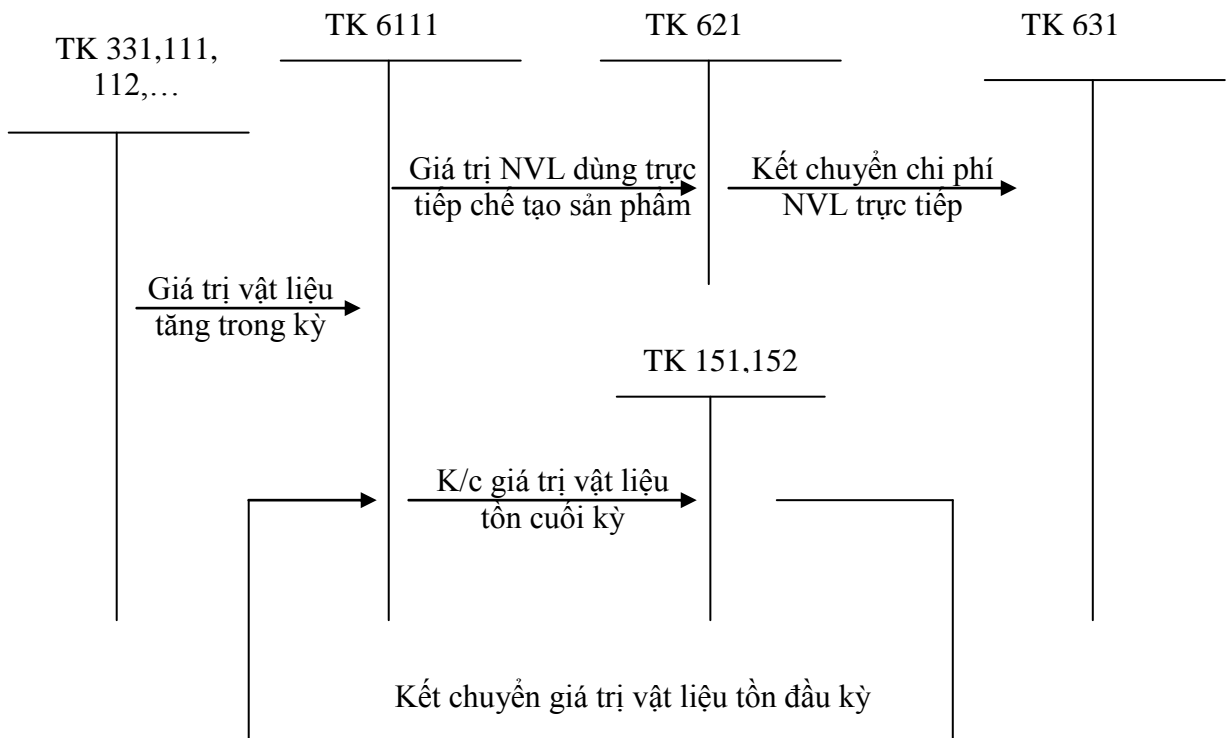 TK 331,111,
112,…
TK 6111
TK 621
TK 631
Giá trị NVL dùng trực
tiếp chế tạo sản phẩm
Kết chuyển chi phí
NVL trực tiếp
Giá trị vật liệu
tăng trong kỳ
TK 151,152
K/c giá trị vật liệu
tồn cuối kỳ
Kết chuyển giá trị vật liệu tồn đầu kỳ